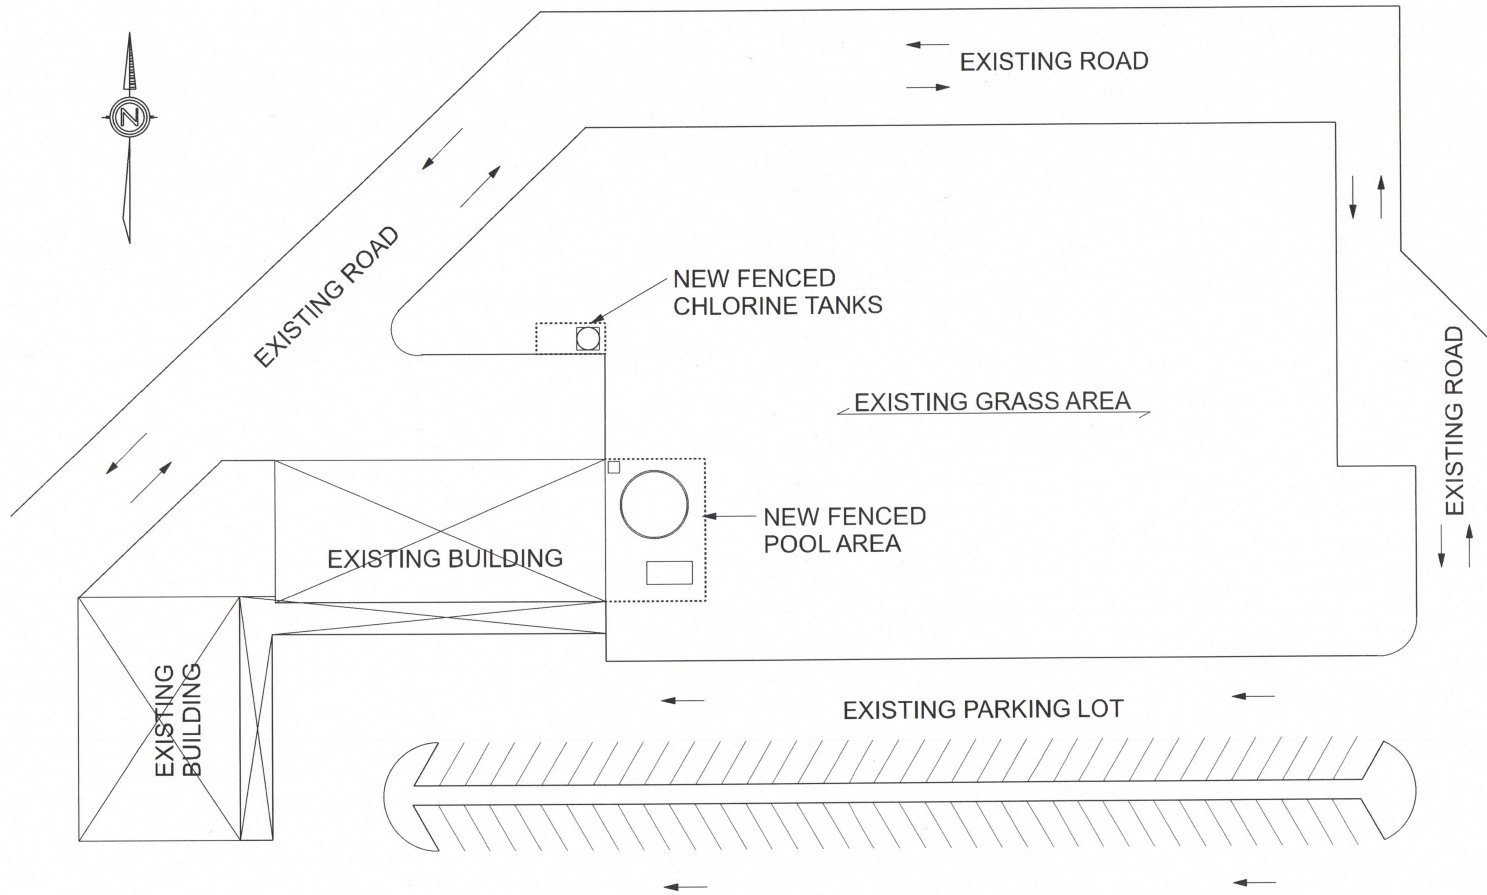 EXISTING ROAD
N
EXISTING ROAD
NEW FENCED
CHLORINE TANKS
EXISTING GRASS AREA
EXISTING ROAD
NEW FENCED
POOL AREA
EXISTING BUILDING
EXISTING
BUILDING
EXISTING PARKING LOT